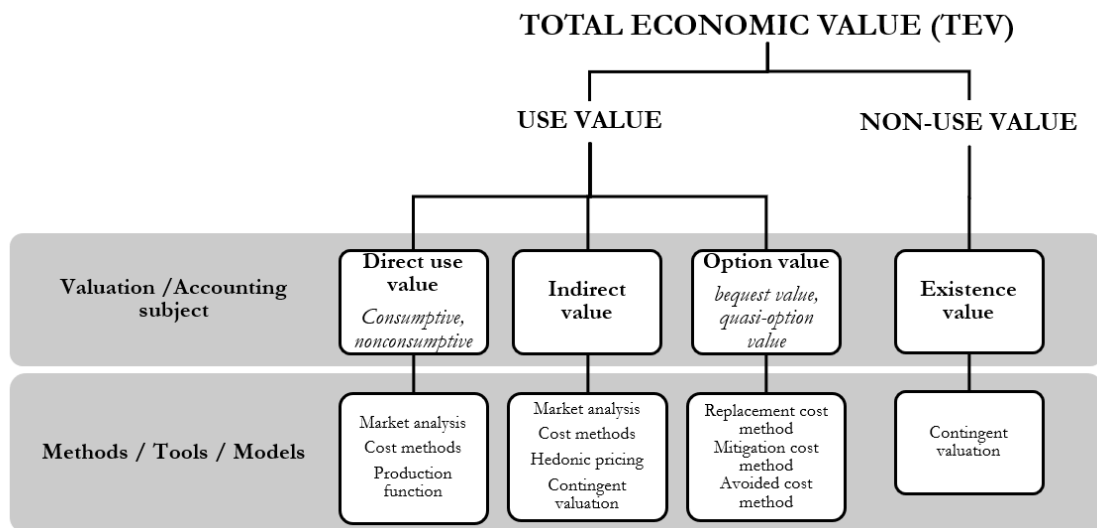 TOTAL ECONOMIC VALUE (TEV)
USE VALUE
NON-USE VALUE
Valuation /Accounting
subject
Direct use
value
Consumptive,
nonconsumptive
Indirect
value
Option value
bequest value,
quasi-option
value
Existence
value
Methods / Tools / Models
Market analysis
Cost methods
Production
function
Market analysis
Cost methods
Hedonic pricing
Contingent
valuation
Replacement cost
method
Mitigation cost
method
Avoided cost
method
Contingent
valuation